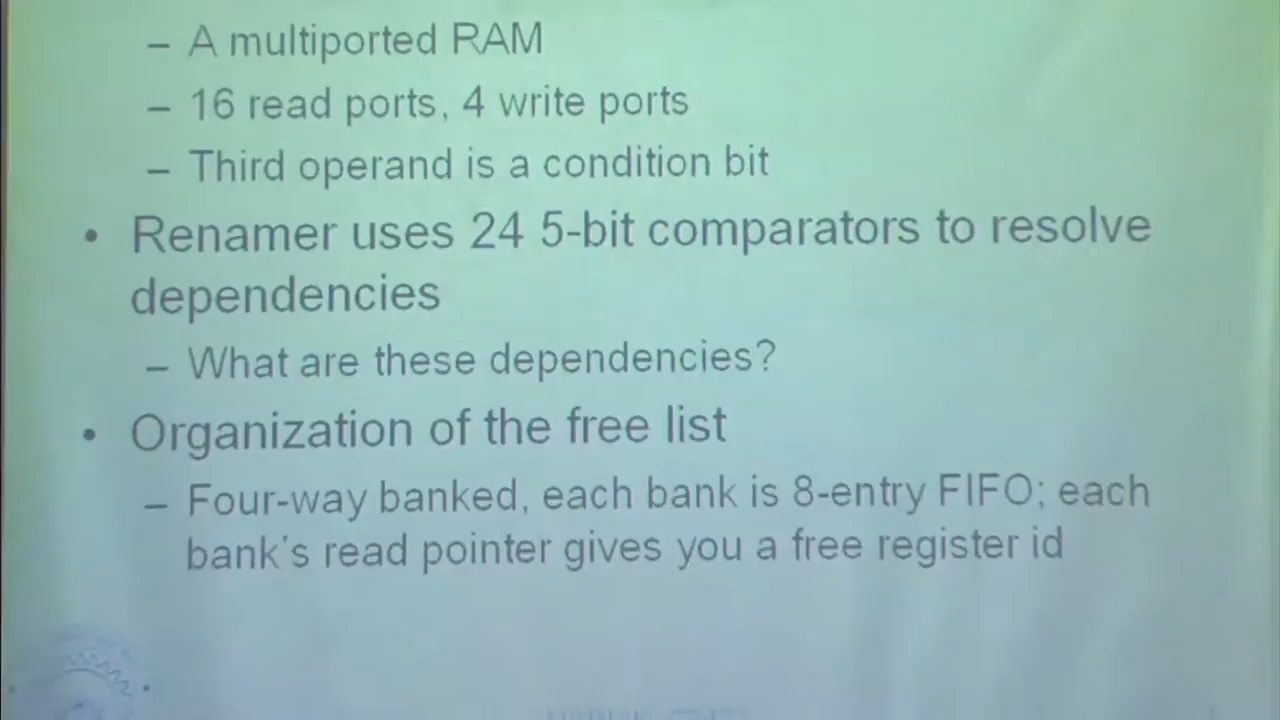 – A multiported RAM
– 16 read ports, 4 write ports
– Third operand is a condition bit
• Renamer uses 24 5-bit comparators to resolve
dependencies
– What are these dependencies?
• Organization of the free list
– Four-way banked, each bank is 8-entry FIFO; each
bank's read pointer gives you a free register id